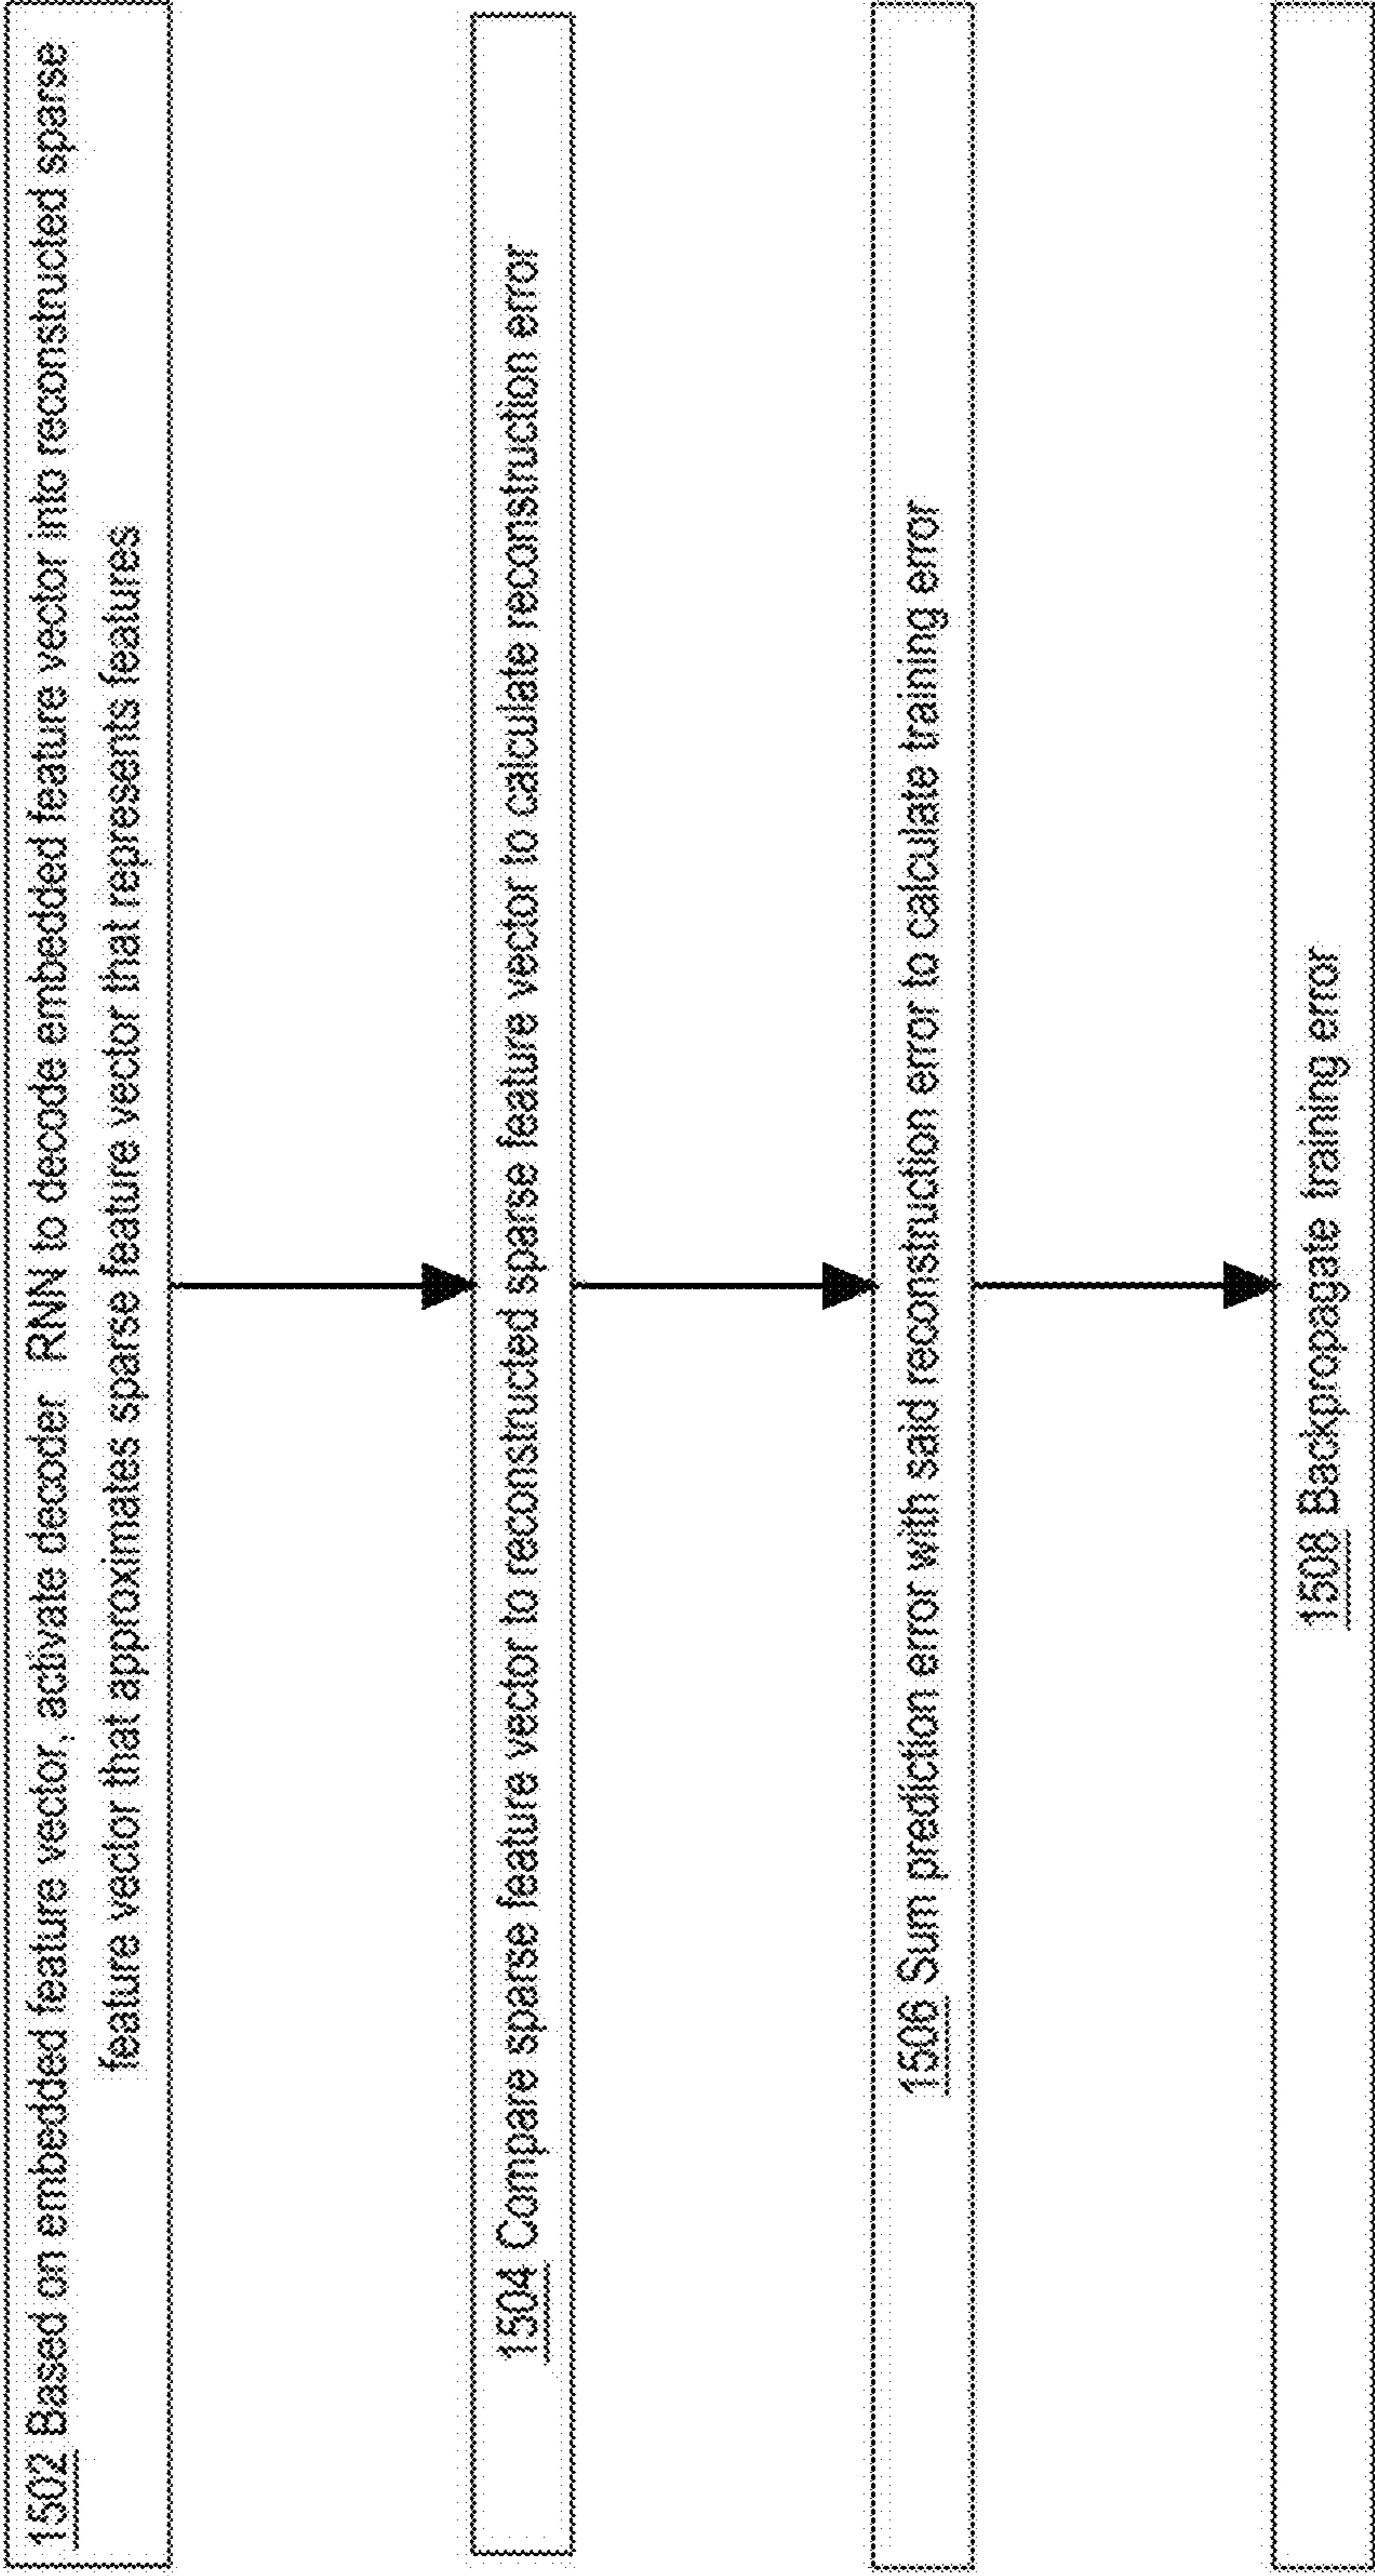 1502 Based on embedded feature vector, activate decoder RNN to decode embedded feature vector into reconstructed sparse
feature vector that approximates sparse feature vector that represents features
1504 Compare sparse feature vector to reconstructed sparse feature vector to calculate reconstruction error
1506 Sum prediction error with said reconstruction error to calculate training error
1508 Backpropagate training error